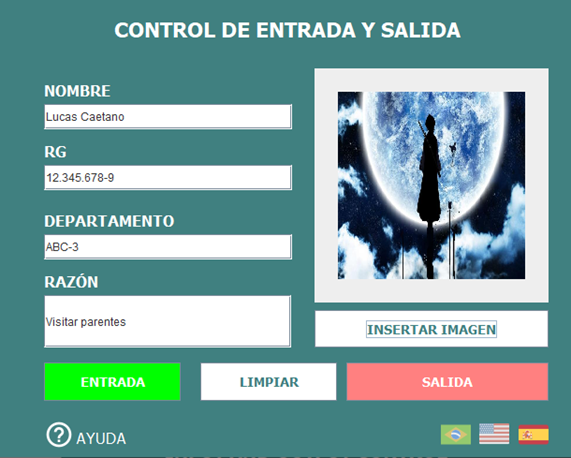 CONTROL DE ENTRADA Y SALIDA
NOMBRE
Lucas Caetano
RG
12.345.678-9
DEPARTAMENTO
ABC-3
RAZÓN
Visitar parentes
INSERTAR IMAGEN
ENTRADA
LIMPIAR
SALIDA
? AYUDA